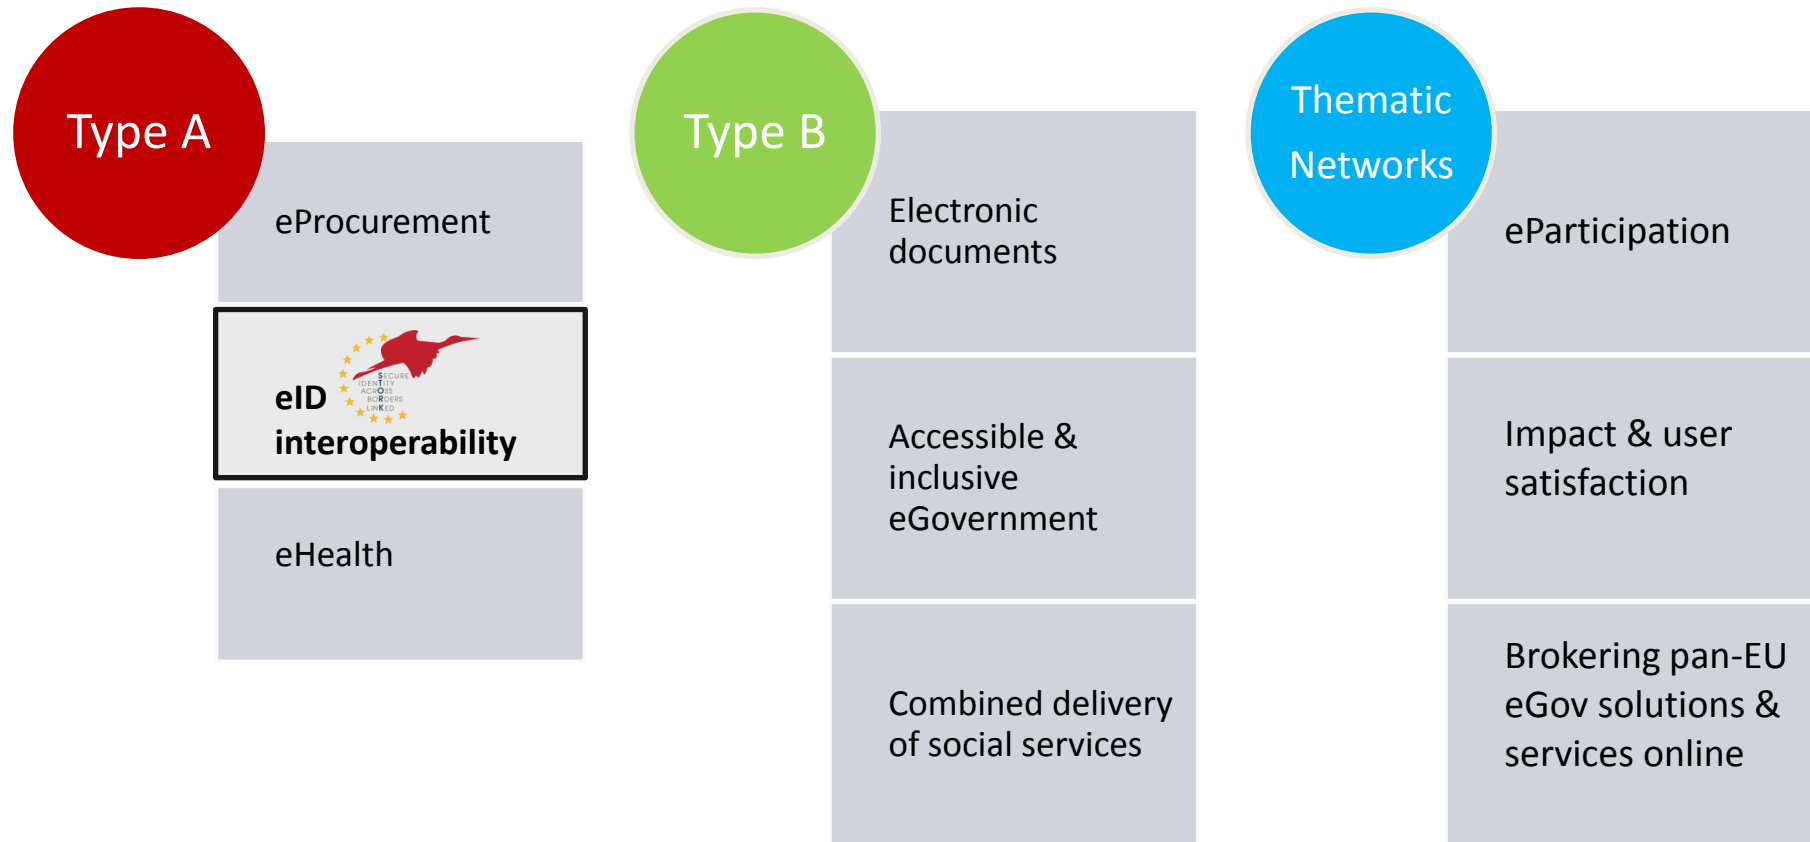 Type A
eProcurement
SECURE
IDENTITY
ACROSS
BORDERS
LINKED
eID
interoperability
eHealth
Type B
Electronic
documents
Accessible &
inclusive
eGovernment
Combined delivery
of social services
Thematic
Networks
eParticipation
Impact & user
satisfaction
Brokering pan-EU
eGov solutions &
services online